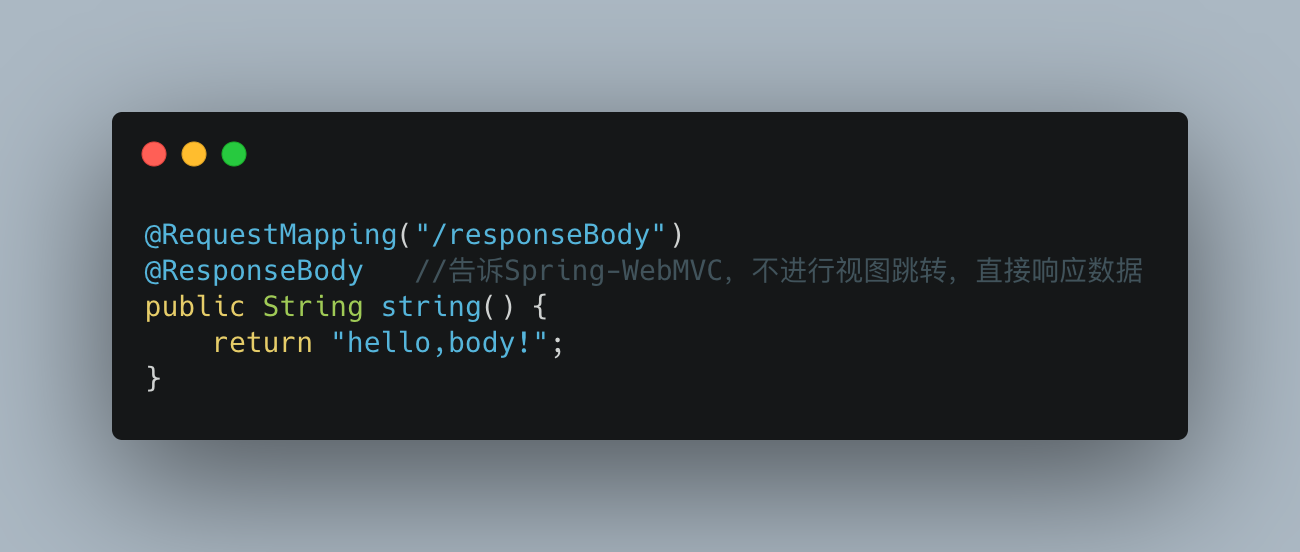 @RequestMapping("/responseBody")
@ResponseBody   //告诉Spring-WebMVC，不进行视图跳转，直接响应数据
public String string() {
    return "hello,body!";
}